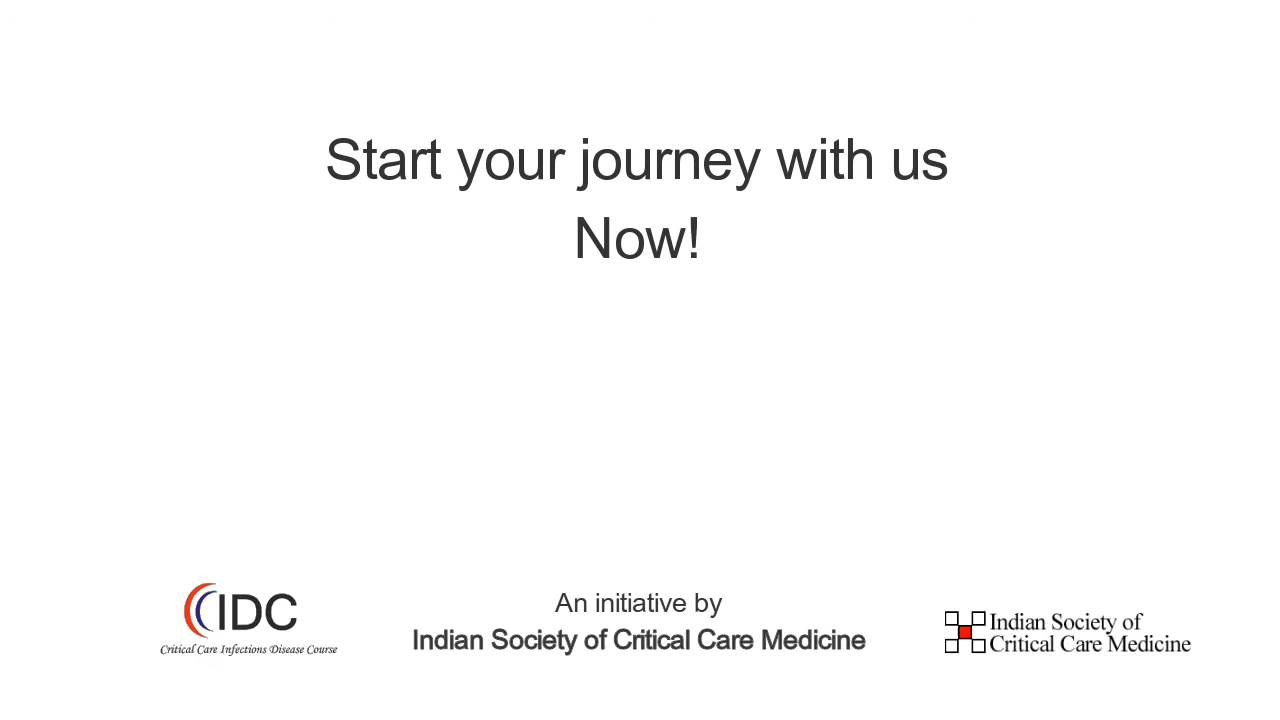 Start your journey with us
Now!
CIDC
Critical Care Infections Disease Course
An initiative by
Indian Society of Critical Care Medicine
Indian Society of
Critical Care Medicine